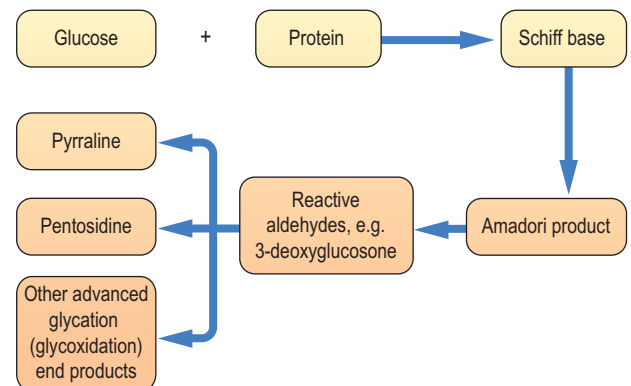 Glucose
+
Protein
Schiff base
Pyrraline
Pentosidine
Other advanced
glycation
(glycoxidation)
end products
Reactive
aldehydes, e.g.
3-deoxyglucosone
Amadori product